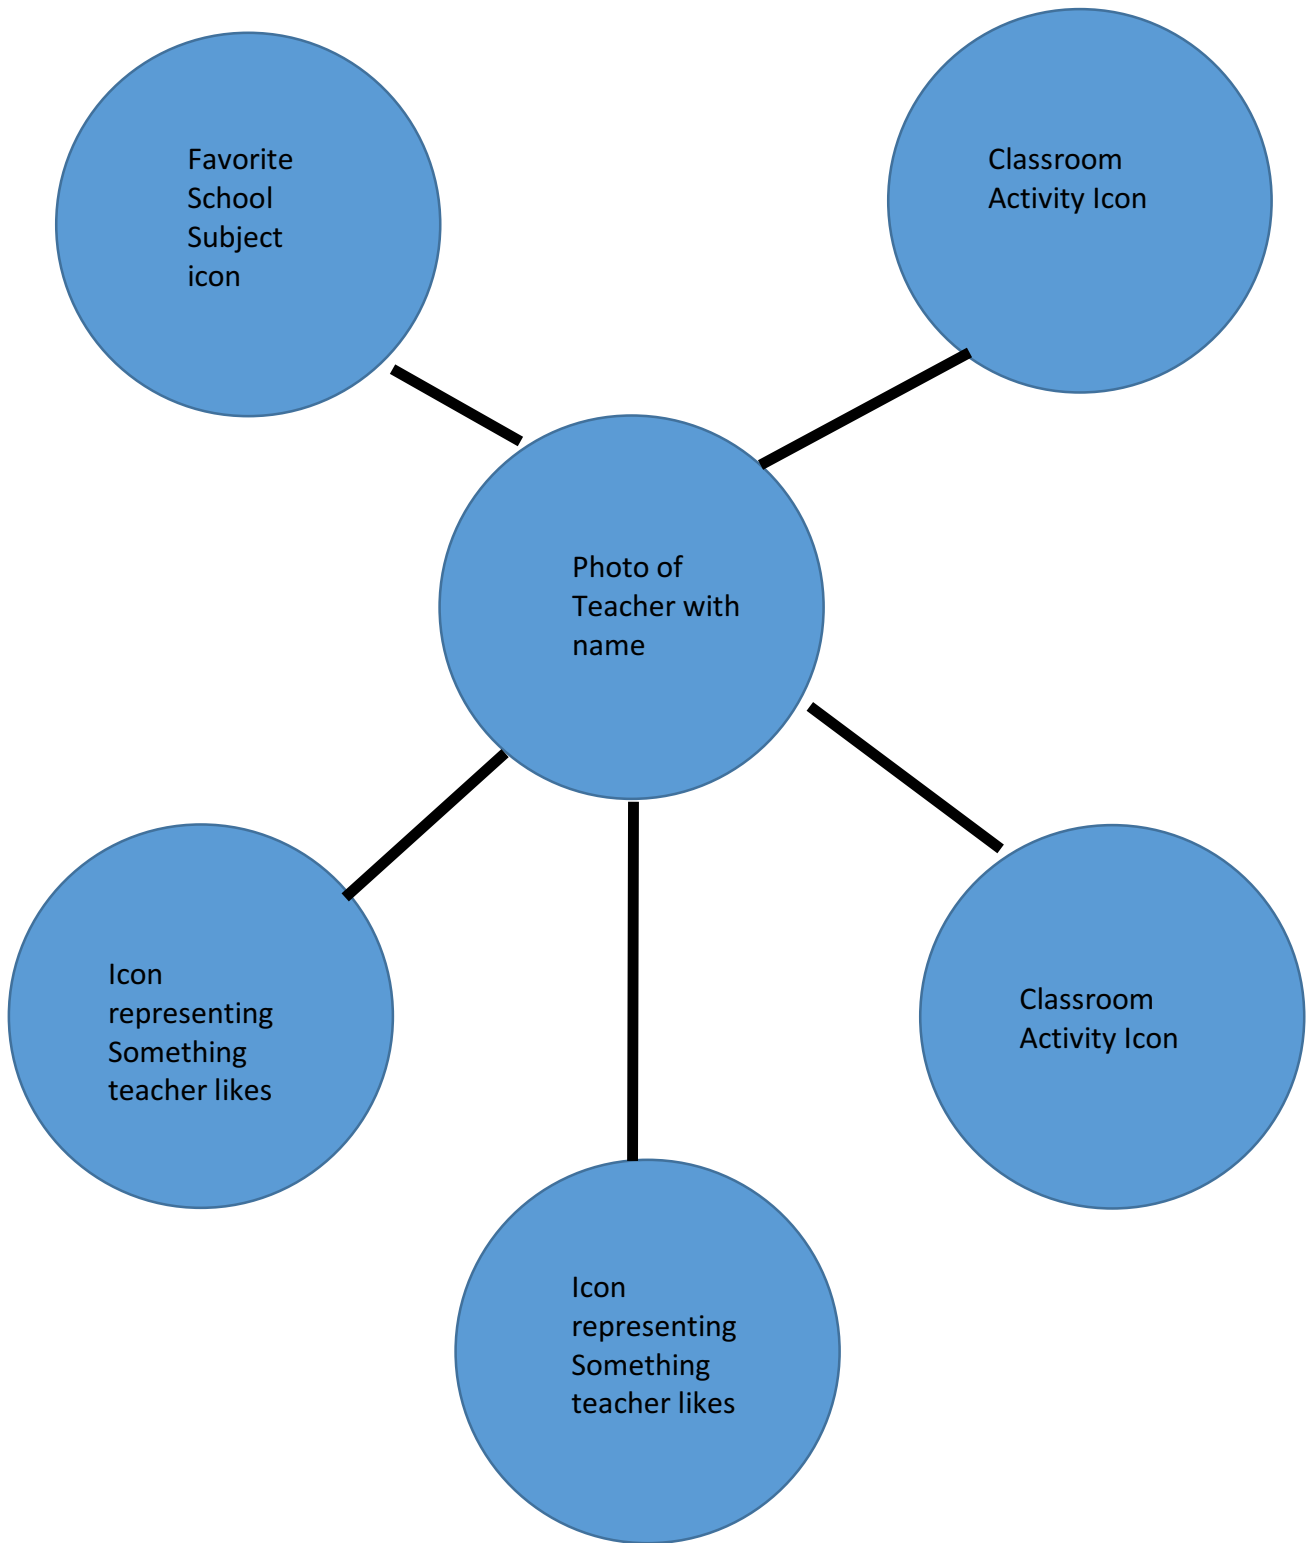 Favorite
School
Subject
icon
Classroom
Activity Icon
Photo of
Teacher with
name
Icon
representing
Something
teacher likes
Classroom
Activity Icon
Icon
representing
Something
teacher likes